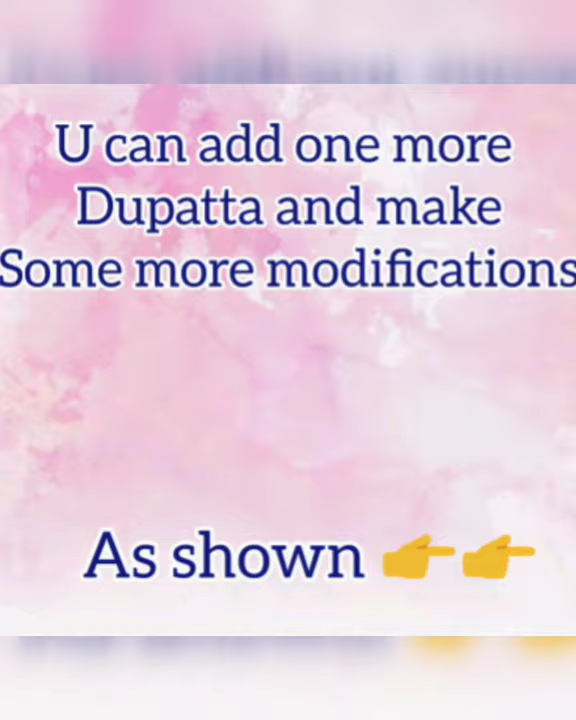 U can add one more
Dupatta and make
Some more modifications
As shown 👉👉